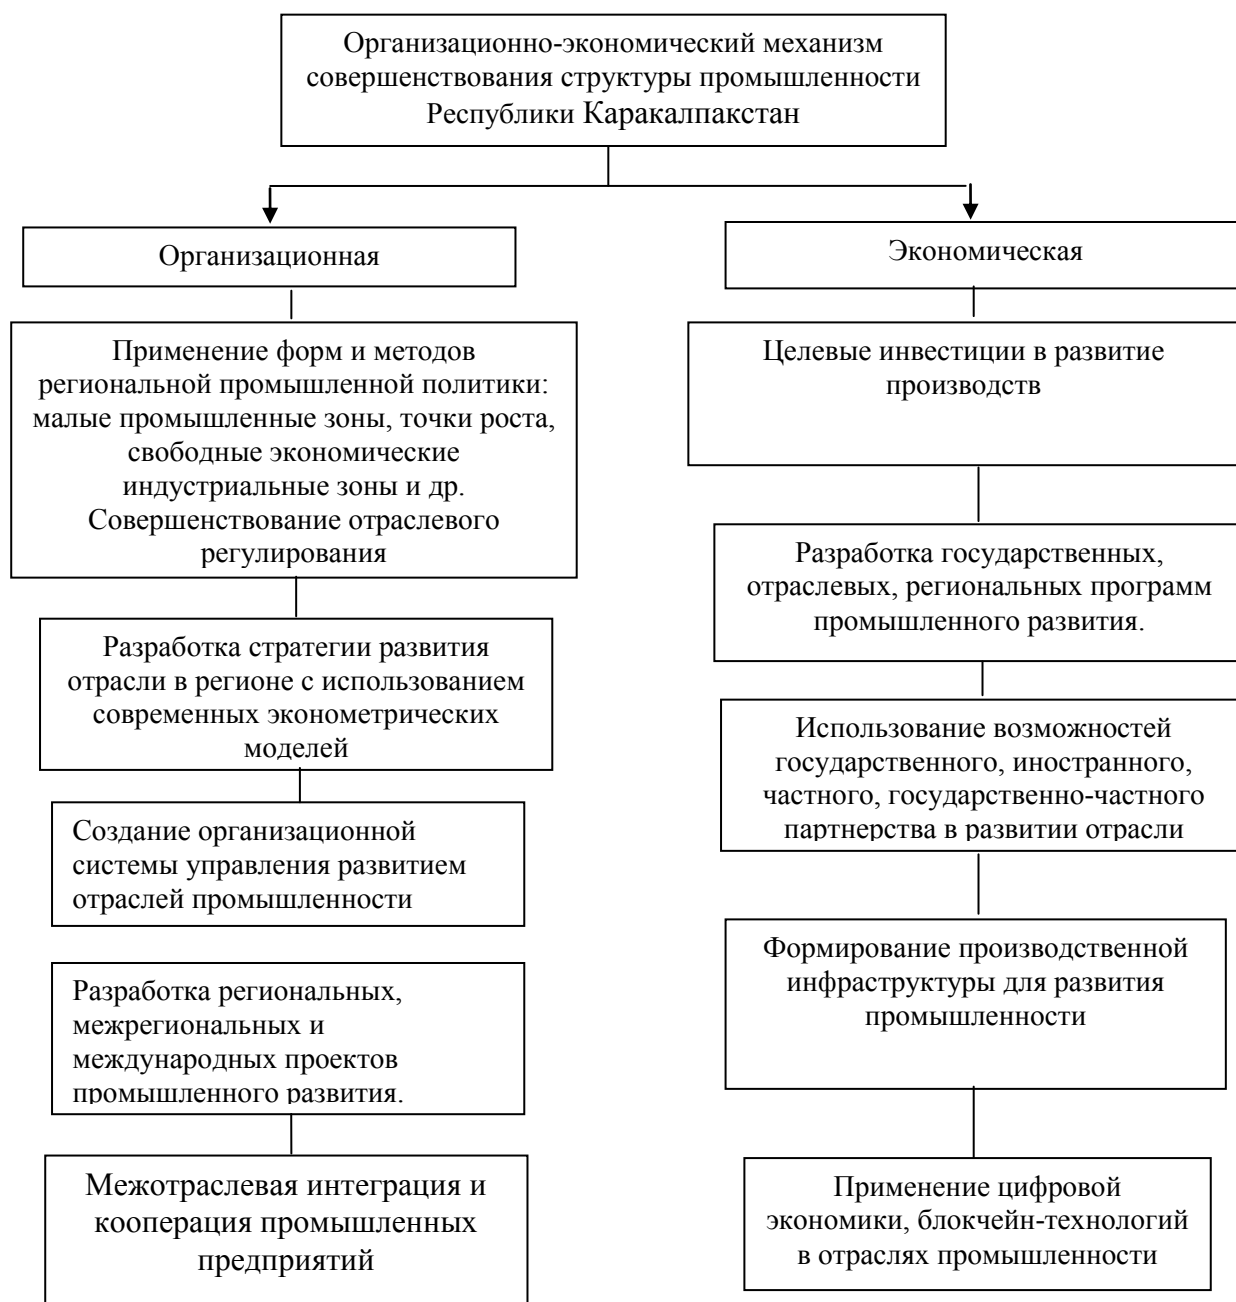 Организационно-экономический механизм
совершенствования структуры промышленности
Республики Каракалпакстан
Организационная
Применение форм и методов
региональной промышленной политики:
малые промышленные зоны, точки роста,
свободные экономические
индустриальные зоны и др.
Совершенствование отраслевого
регулирования
Разработка стратегии развития
отрасли в регионе с использованием
современных эконометрических
моделей
Создание организационной
системы управления развитием
отраслей промышленности
Разработка региональных,
межрегиональных и
международных проектов
промышленного развития.
Межотраслевая интеграция и
кооперация промышленных
предприятий
Экономическая
Целевые инвестиции в развитие
производств
Разработка государственных,
отраслевых, региональных программ
промышленного развития.
Использование возможностей
государственного, иностранного,
частного, государственно-частного
партнерства в развитии отрасли
Формирование производственной
инфраструктуры для развития
промышленности
Применение цифровой
экономики, блокчейн-технологий
в отраслях промышленности